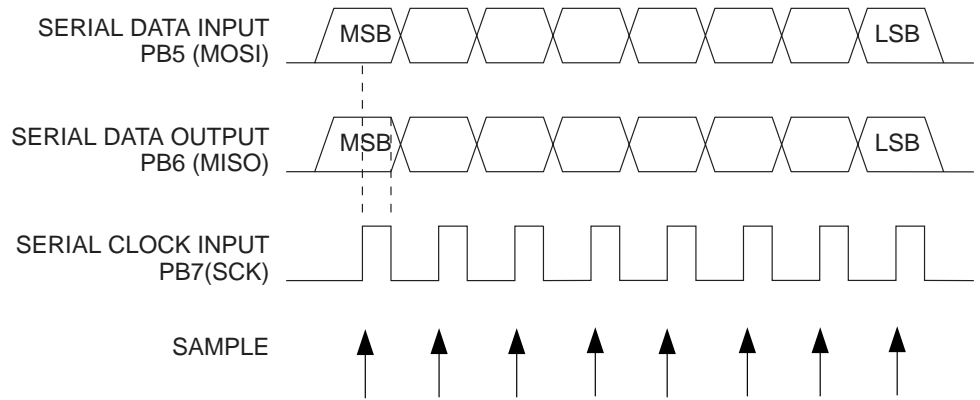 SERIAL DATA INPUT
PB5 (MOSI)
MSB
LSB
SERIAL DATA OUTPUT
PB6 (MISO)
MSB
LSB
SERIAL CLOCK INPUT
PB7(SCK)
SAMPLE